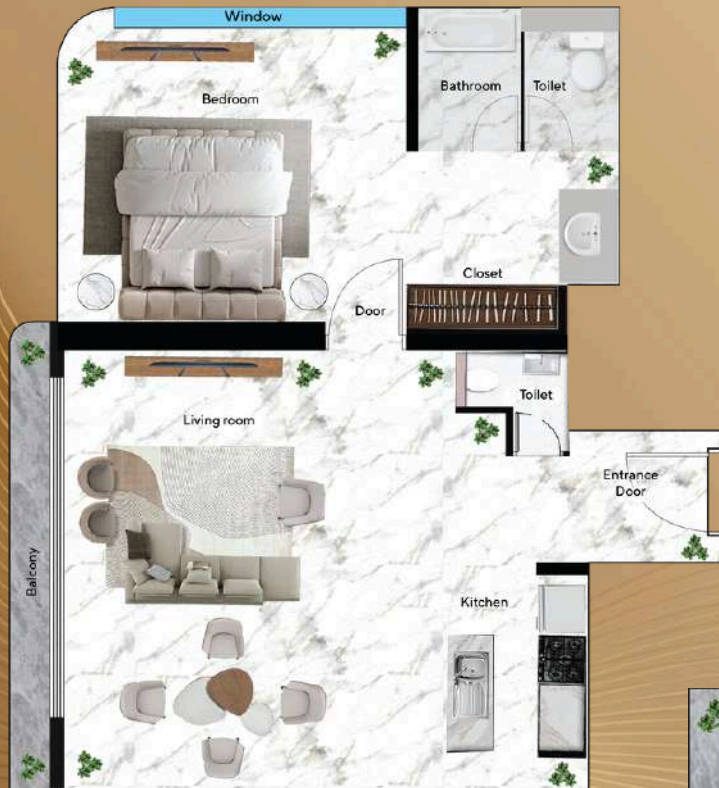 Window
Bedroom
Bathroom
Toilet
Closet
Door
Toilet
Living room
Entrance
Door
Balcony
Kitchen